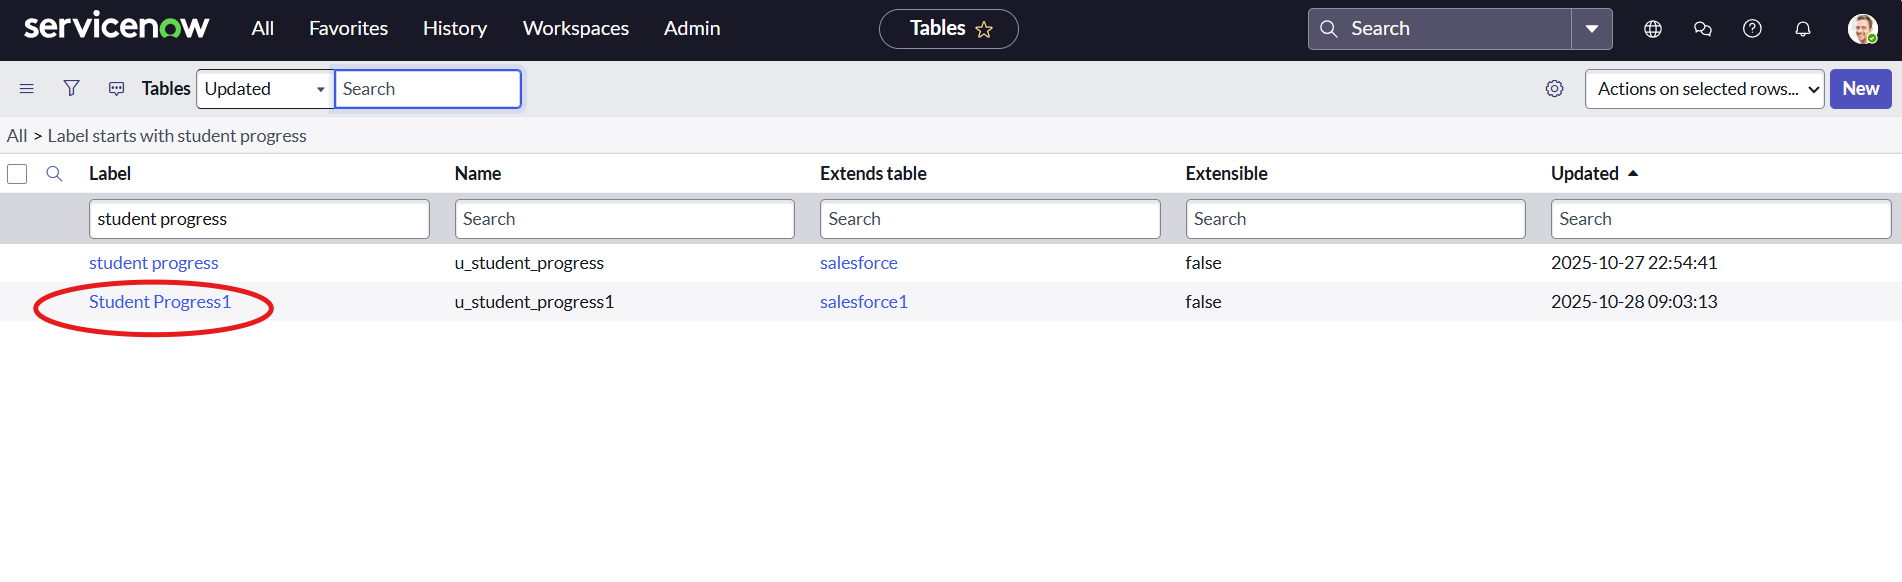 servicenow All Favorites History Workspaces Admin Tables Search
Tables Updated Search Actions on selected rows... New
All > Label starts with student progress
Label Name Extends table Extensible Updated
student progress Search Search Search Search
student progress u_student_progress salesforce false 2025-10-27 22:54:41
Student Progress1 u_student_progress1 salesforce1 false 2025-10-28 09:03:13